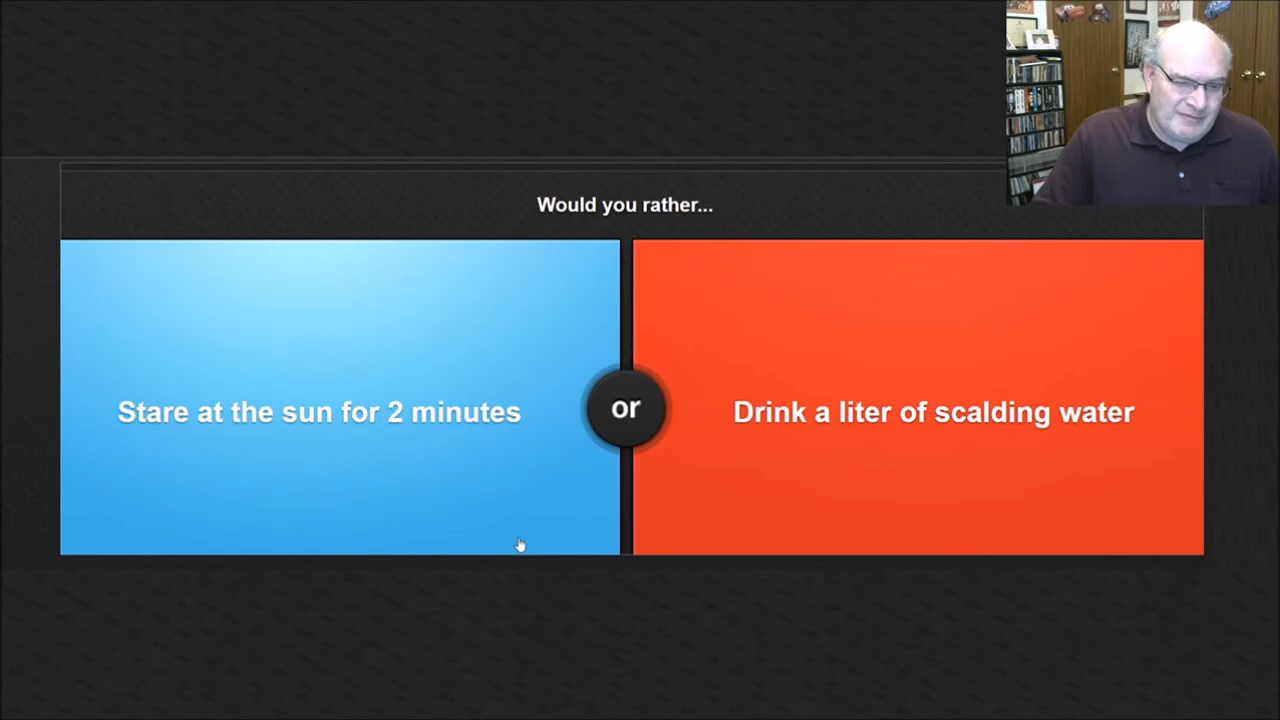 Would you rather...
Stare at the sun for 2 minutes
or
Drink a liter of scalding water